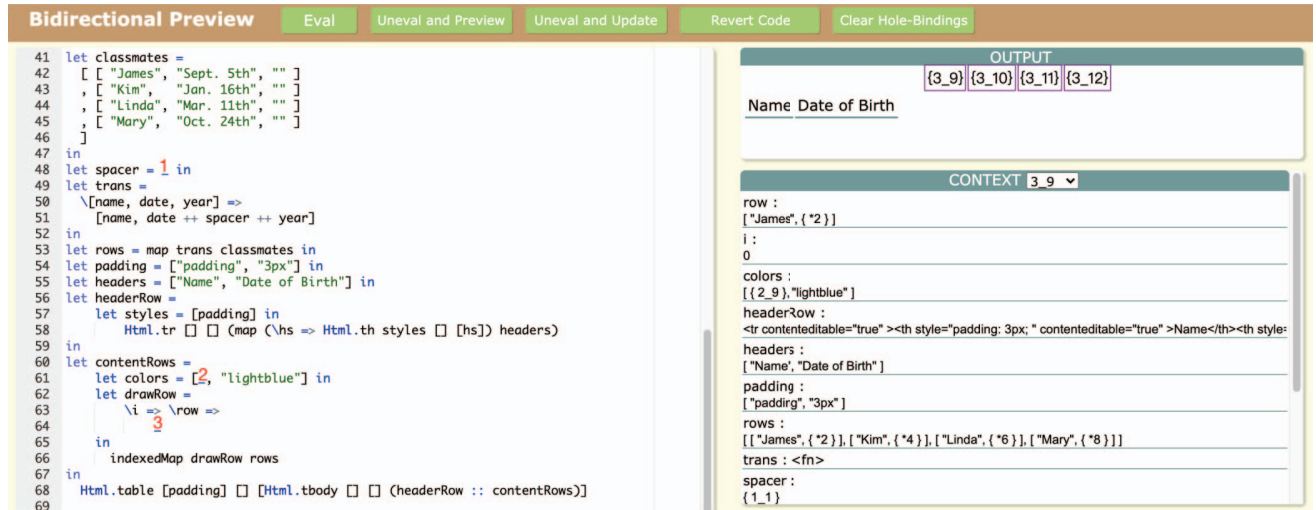 Bidirectional Preview
Eval
Uneval and Preview
Uneval and Update
Revert Code
Clear Hole-Bindings
41 let classmates =
42 [ [ "James", "Sept. 5th", "" ]
43 , [ "Kim", "Jan. 16th", "" ]
44 , [ "Linda", "Mar. 11th", "" ]
45 , [ "Mary", "Oct. 24th", "" ]
46 ]
47 in
48 let spacer = 1 in
49 let trans =
50 \[name, date, year] =>
51 [name, date ++ spacer ++ year]
52 in
53 let rows = map trans classmates in
54 let padding = ["padding", "3px"] in
55 let headers = ["Name", "Date of Birth"] in
56 let headerRow =
57 let styles = [padding] in
58 Html.tr [] [] (map (\hs => Html.th styles [] [hs]) headers)
59 in
60 let contentRows =
61 let colors = [2, "lightblue"] in
62 let drawRow =
63 \i => \row =>
64 3
65 in
66 indexedMap drawRow rows
67 in
68 Html.table [padding] [] [Html.tbody [] [] (headerRow :: contentRows)]
69
OUTPUT
{3_9} {3_10} {3_11} {3_12}
Name Date of Birth
CONTEXT 3_9
row :
[ "James", { *2 } ]
i :
0
colors :
[ { 2_9 }, "lightblue" ]
headerRow :
<tr contenteditable="true" ><th style="padding: 3px; " contenteditable="true" >Name</th><th style=
headers :
[ "Name', "Date of Birth" ]
padding :
[ "paddirg", "3px" ]
rows :
[ [ "James", { *2 } ], [ "Kim", { *4 } ], [ "Linda", { *6 } ], [ "Mary", { *8 } ] ]
trans : <fn>
spacer :
{ 1_1 }